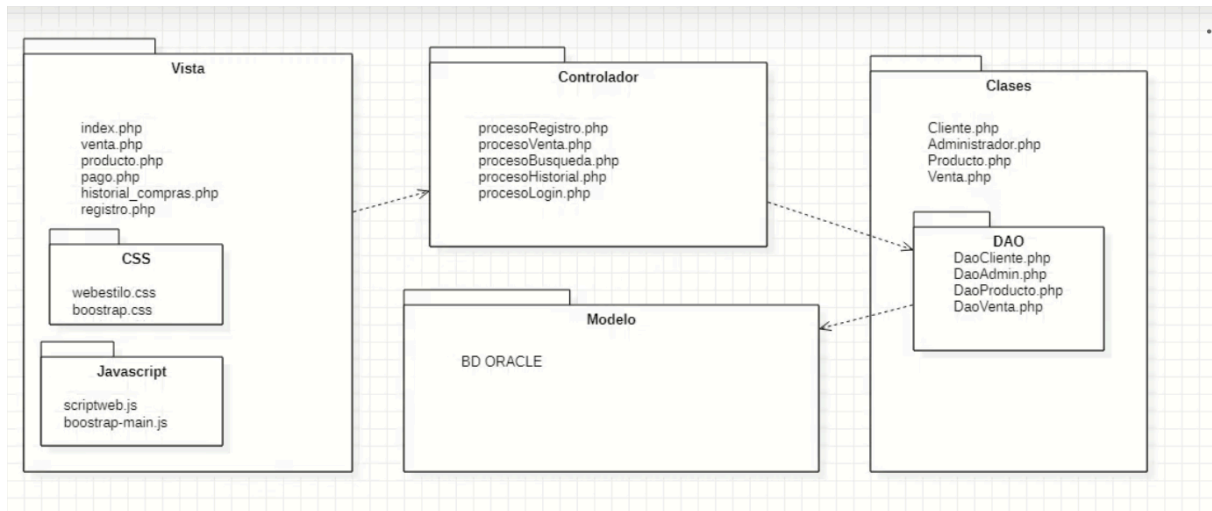 Vista
index.php
venta.php
producto.php
pago.php
historial_compras.php
registro.php
CSS
webestilo.css
boostrap.css
Javascript
scriptweb.js
boostrap-main.js
Controlador
procesoRegistro.php
procesoVenta.php
procesoBusqueda.php
procesoHistorial.php
procesoLogin.php
Modelo
BD ORACLE
Clases
Cliente.php
Administrador.php
Producto.php
Venta.php
DAO
DaoCliente.php
DaoAdmin.php
DaoProducto.php
DaoVenta.php